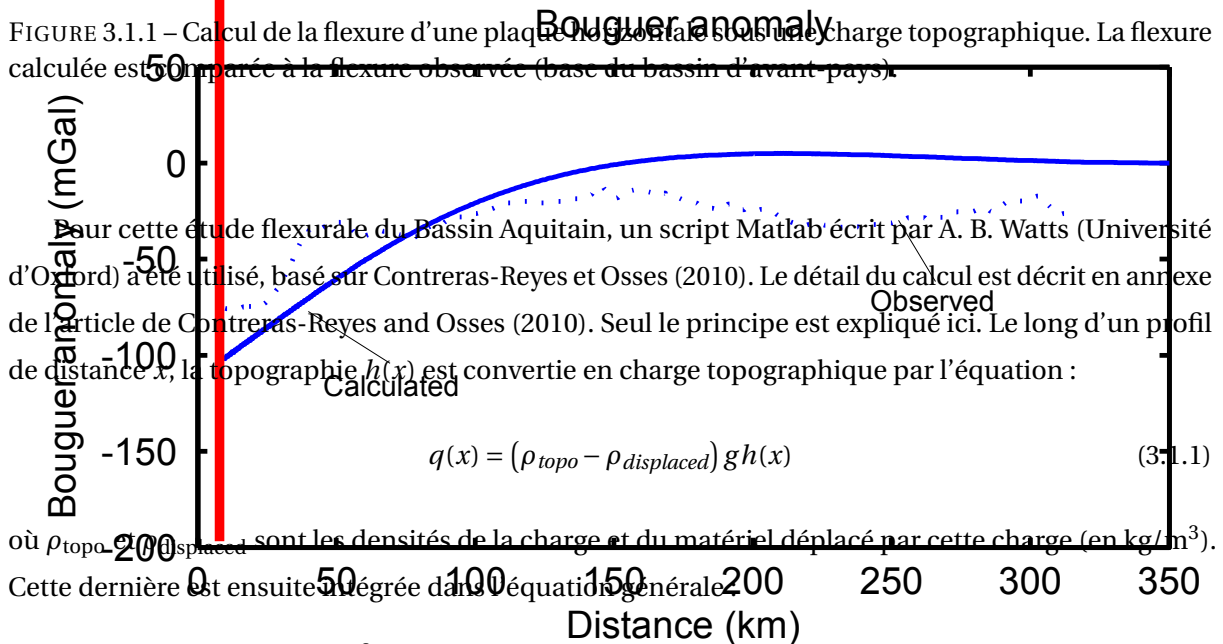 Bouguer anomaly
FIGURE 3.1.1 – Calcul de la flexure d'une plaque horizontale sous une charge topographique. La flexure
calculée est comparée à la flexure observée (base du bassin d'avant-pays).
50
0
-50
-100
-150
-200
Bouguer anomaly (mGal)
Pour cette étude flexurale du Bassin Aquitain, un script Matlab écrit par A. B. Watts (Université
d'Oxford) a été utilisé, basé sur Contreras-Reyes et Osses (2010). Le détail du calcul est décrit en annexe
Observed
de l'article de Contreras-Reyes and Osses (2010). Seul le principe est expliqué ici. Le long d'un profil
de distance x, la topographie h(x) est convertie en charge topographique par l'équation :
Calculated
q(x) = (ρtopo − ρdisplaced) gh(x) (3.1.1)
où ρtopo et ρdisplaced sont les densités de la charge et du matériel déplacé par cette charge (en kg/m³).
Cette dernière est ensuite intégrée dans l'équation générale :
0 50 100 150 200 250 300 350
Distance (km)